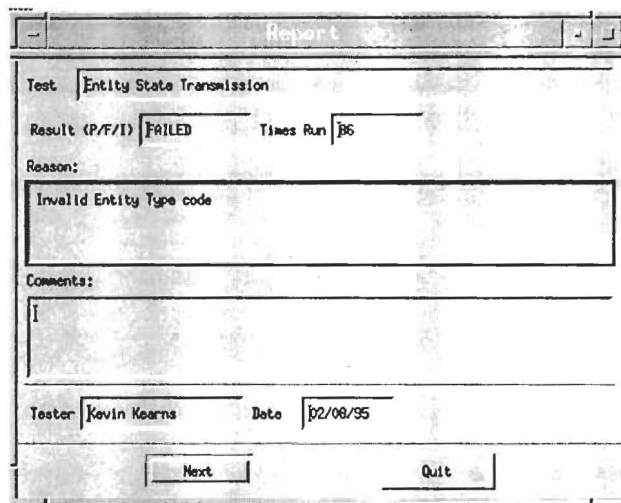 Report
Test Entity State Transmission
Result (P/F/I) FAILED Times Run 86
Reason:
Invalid Entity Type code
Comments:
Tester Kevin Kearns Date 02/08/95
Next Quit